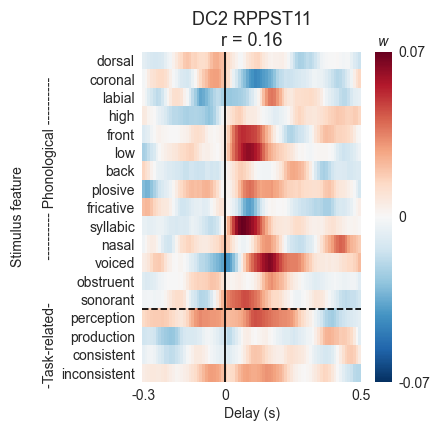 DC2 RPPST11
r = 0.16
w
dorsal
coronal
labial
high
front
low
back
plosive
fricative
syllabic
nasal
voiced
obstruent
sonorant
perception
production
consistent
inconsistent
Stimulus feature
---------- Phonological ----------
-Task-related-
-0.3
0
0.5
Delay (s)
0.07
0
-0.07